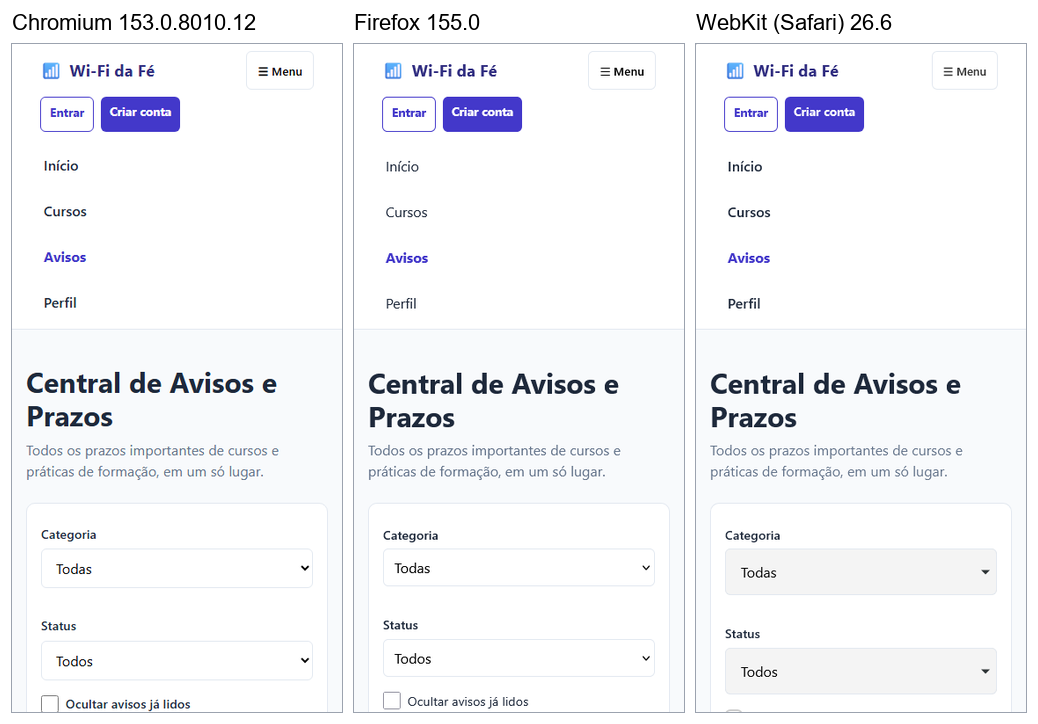 Chromium 153.0.8010.12
Wi-Fi da Fé
☰ Menu
Entrar
Criar conta
Início
Cursos
Avisos
Perfil
Central de Avisos e
Prazos
Todos os prazos importantes de cursos e
práticas de formação, em um só lugar.
Categoria
Todas
Status
Todos
Ocultar avisos já lidos
Firefox 155.0
Wi-Fi da Fé
☰ Menu
Entrar
Criar conta
Início
Cursos
Avisos
Perfil
Central de Avisos e
Prazos
Todos os prazos importantes de cursos e
práticas de formação, em um só lugar.
Categoria
Todas
Status
Todos
Ocultar avisos já lidos
WebKit (Safari) 26.6
Wi-Fi da Fé
☰ Menu
Entrar
Criar conta
Início
Cursos
Avisos
Perfil
Central de Avisos e
Prazos
Todos os prazos importantes de cursos e
práticas de formação, em um só lugar.
Categoria
Todas
Status
Todos